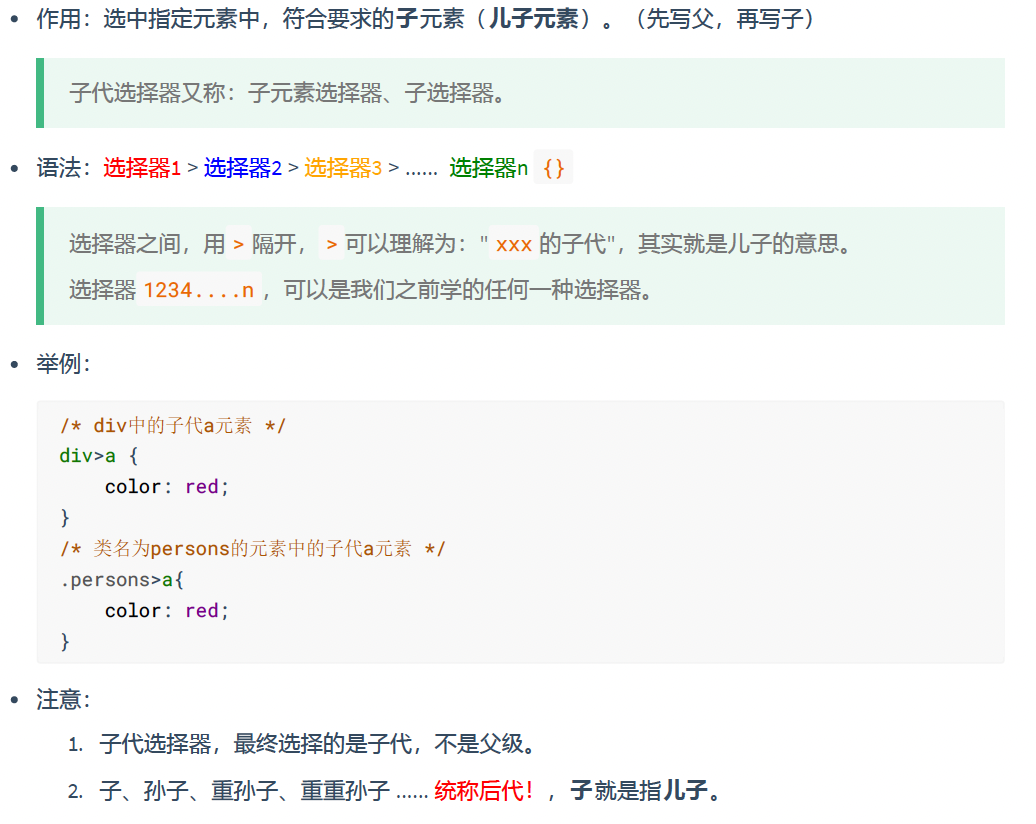 作用：选中指定元素中，符合要求的子元素（儿子元素）。（先写父，再写子）
子代选择器又称：子元素选择器、子选择器。
语法：选择器1 > 选择器2 > 选择器3 > ...... 选择器n {}
选择器之间，用 > 隔开， > 可以理解为："xxx 的子代"，其实就是儿子的意思。
选择器 1234....n ，可以是我们之前学的任何一种选择器。
举例：
/* div中的子代a元素 */
div>a {
    color: red;
}
/* 类名为persons的元素中的子代a元素 */
.persons>a{
    color: red;
}
注意：
1. 子代选择器，最终选择的是子代，不是父级。
2. 子、孙子、重孙子、重重孙子 ...... 统称后代！，子就是指儿子。